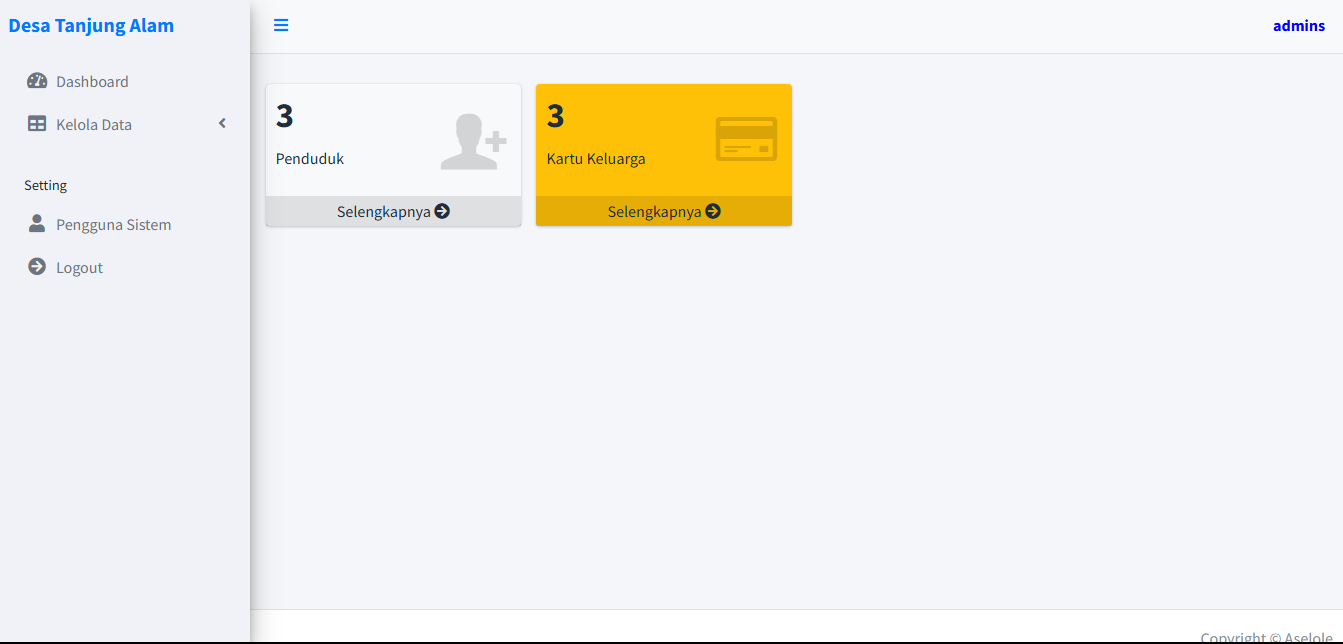 Desa Tanjung Alam
admins
Dashboard
Kelola Data
Setting
Pengguna Sistem
Logout
3
Penduduk
Selengkapnya
3
Kartu Keluarga
Selengkapnya
Copyright © Aselole